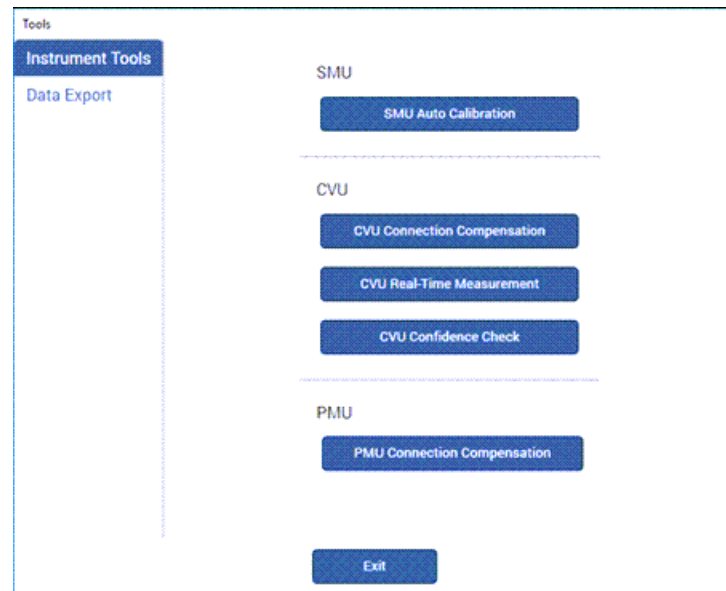 Tools
Instrument Tools
Data Export
SMU
SMU Auto Calibration
CVU
CVU Connection Compensation
CVU Real-Time Measurement
CVU Confidence Check
PMU
PMU Connection Compensation
Exit